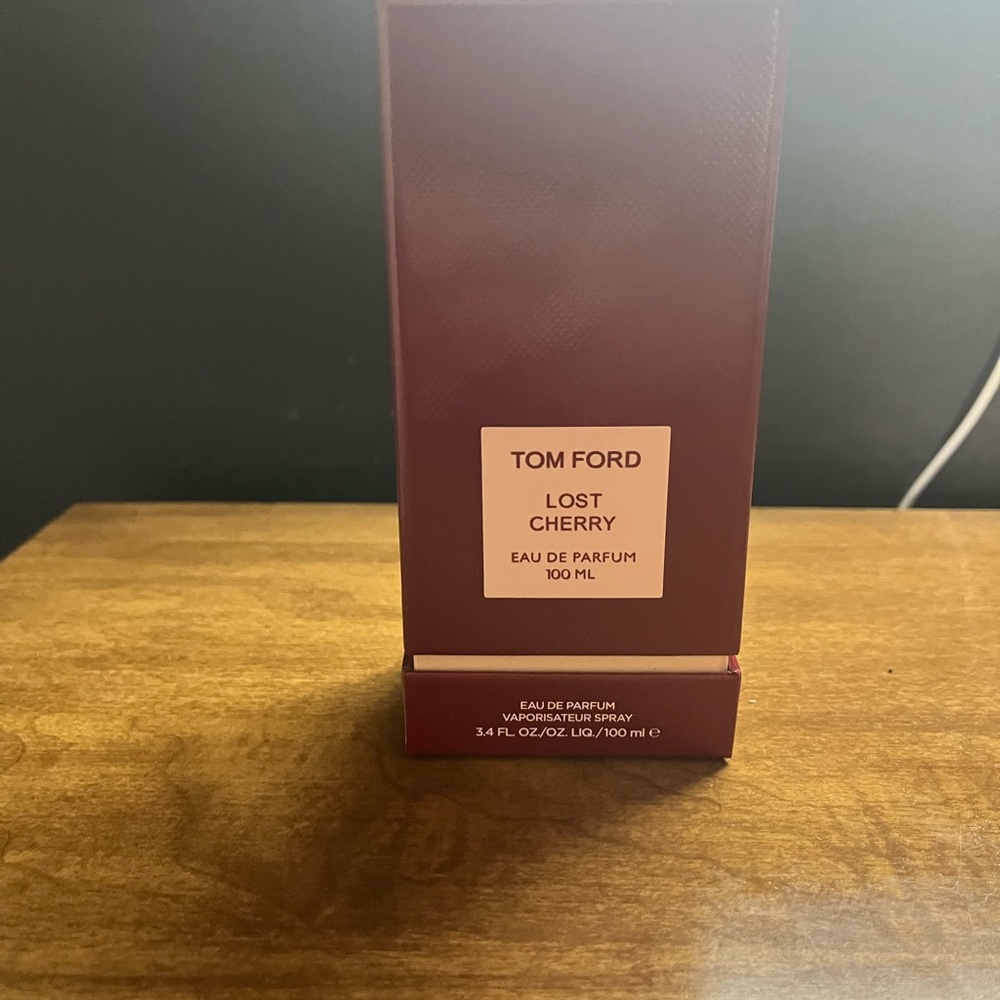 TOM FORD
LOST
CHERRY
EAU DE PARFUM
100 ML
EAU DE PARFUM
VAPORISATEUR SPRAY
3.4 FL. OZ./OZ. LIQ./100 ml ℮